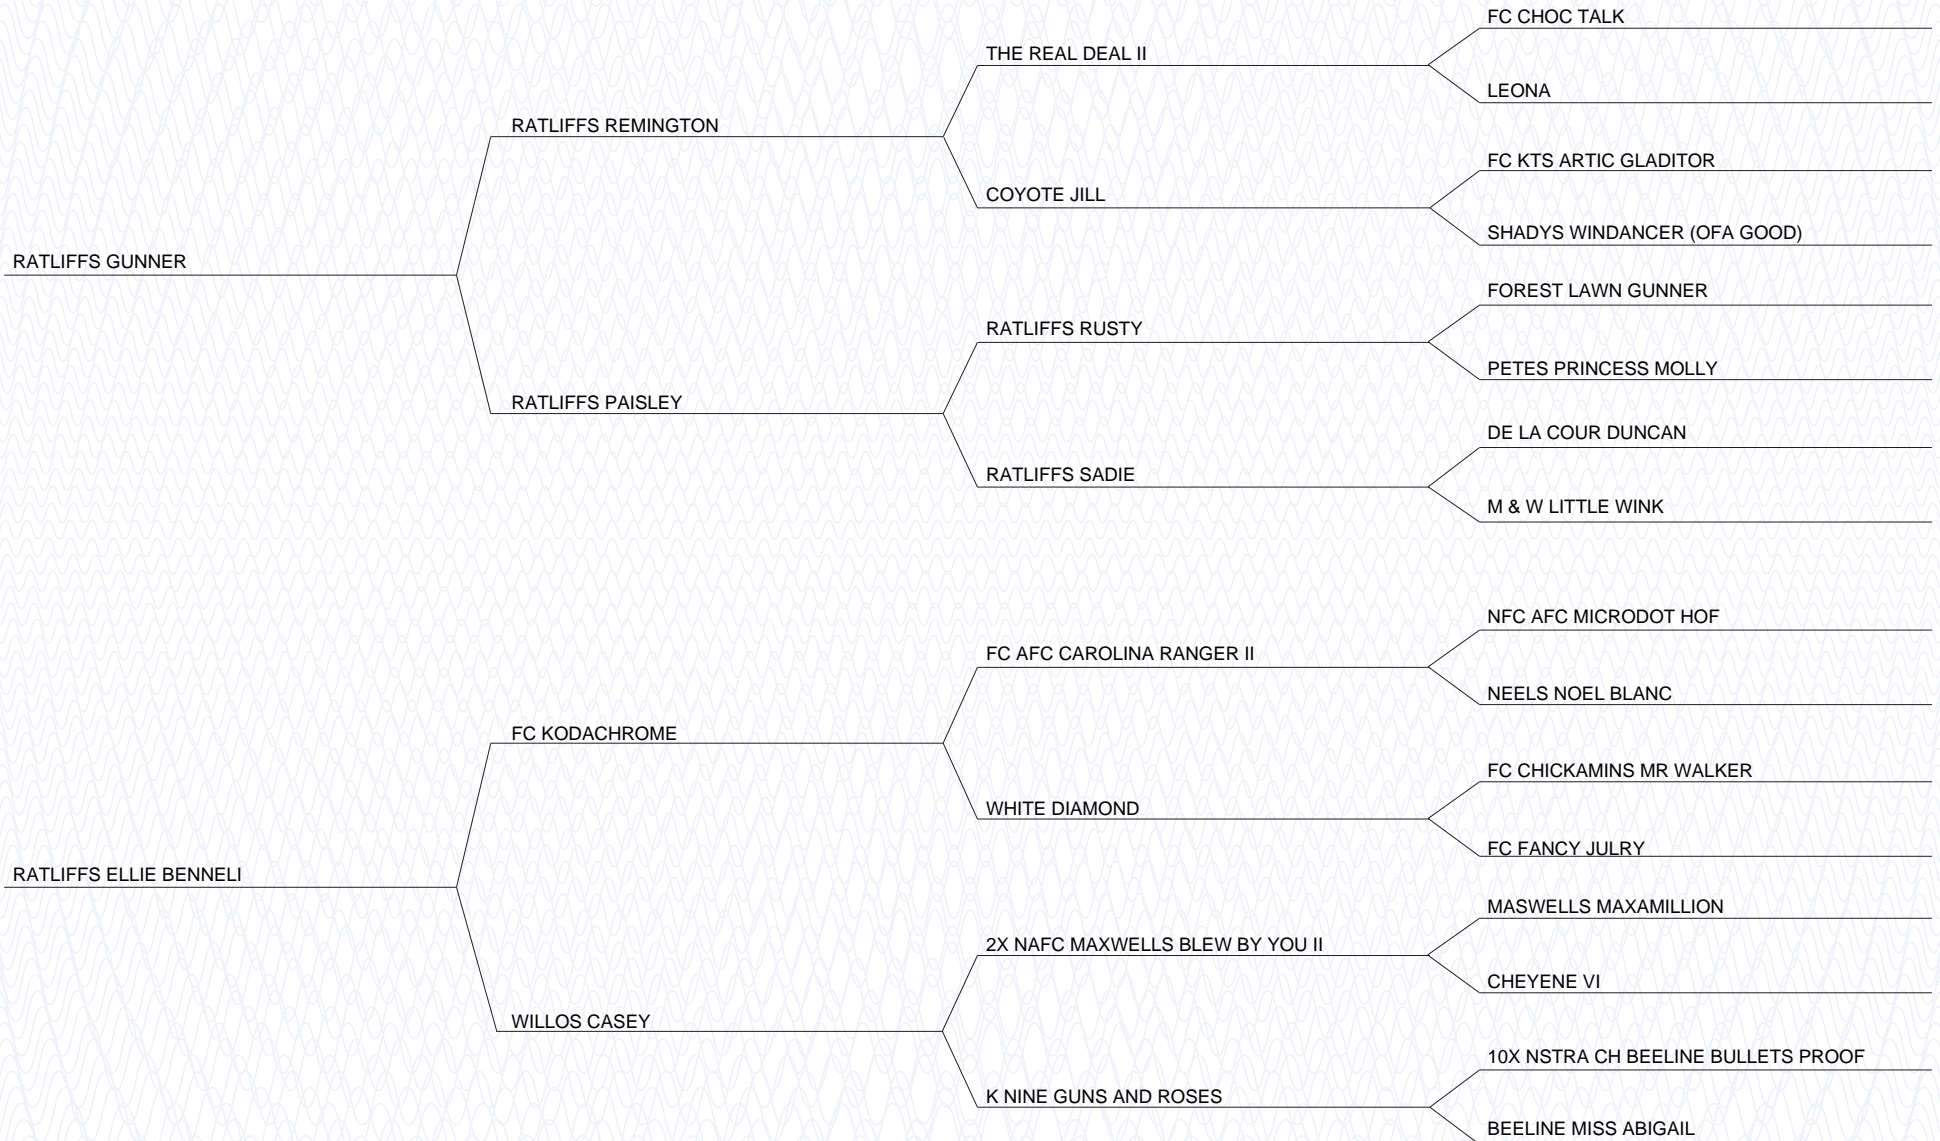 FC CHOC TALK
THE REAL DEAL II
LEONA
RATLIFFS REMINGTON
FC KTS ARTIC GLADITOR
COYOTE JILL
SHADYS WINDANCER (OFA GOOD)
RATLIFFS GUNNER
FOREST LAWN GUNNER
RATLIFFS RUSTY
PETES PRINCESS MOLLY
RATLIFFS PAISLEY
DE LA COUR DUNCAN
RATLIFFS SADIE
M & W LITTLE WINK
NFC AFC MICRODOT HOF
FC AFC CAROLINA RANGER II
NEELS NOEL BLANC
FC KODACHROME
FC CHICKAMINS MR WALKER
WHITE DIAMOND
FC FANCY JULRY
RATLIFFS ELLIE BENNELI
MASWELLS MAXAMILLION
2X NAFC MAXWELLS BLEW BY YOU II
CHEYENE VI
WILLOS CASEY
10X NSTRA CH BEELINE BULLETS PROOF
K NINE GUNS AND ROSES
BEELINE MISS ABIGAIL